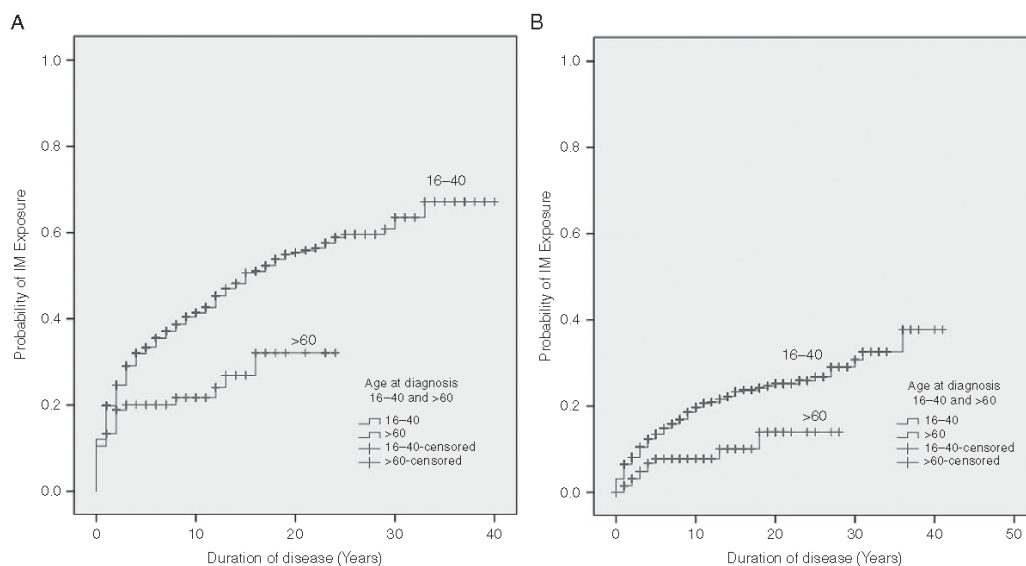 A
1.0
0.8
0.6
0.4
0.2
0.0
Probability of IM Exposure
16–40
>60
Age at diagnosis
16–40 and >60
16–40
>60
16–40-censored
>60-censored
0 10 20 30 40
Duration of disease (Years)
B
1.0
0.8
0.6
0.4
0.2
0.0
Probability of IM Exposure
16–40
>60
Age at diagnosis
16–40 and >60
16–40
>60
16–40-censored
>60-censored
0 10 20 30 40 50
Duration of disease (Years)